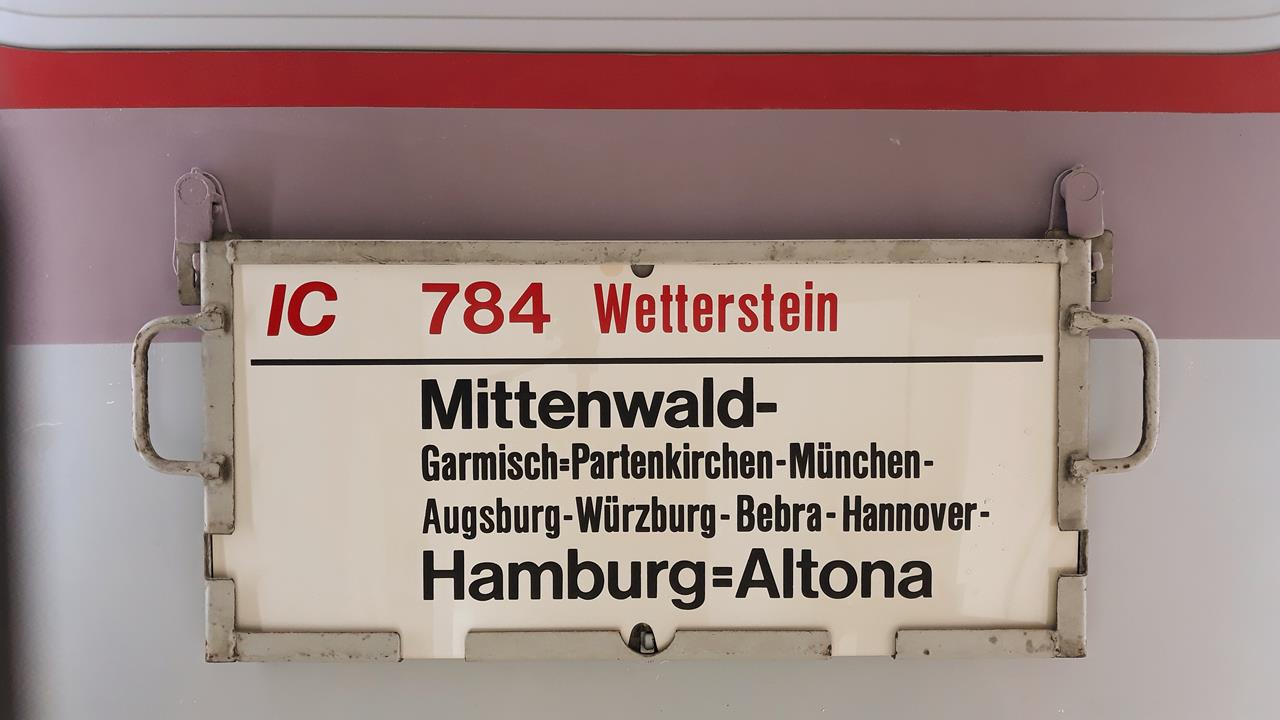 IC 784 Wetterstein
Mittenwald-
Garmisch=Partenkirchen-München-
Augsburg-Würzburg-Bebra-Hannover-
Hamburg=Altona